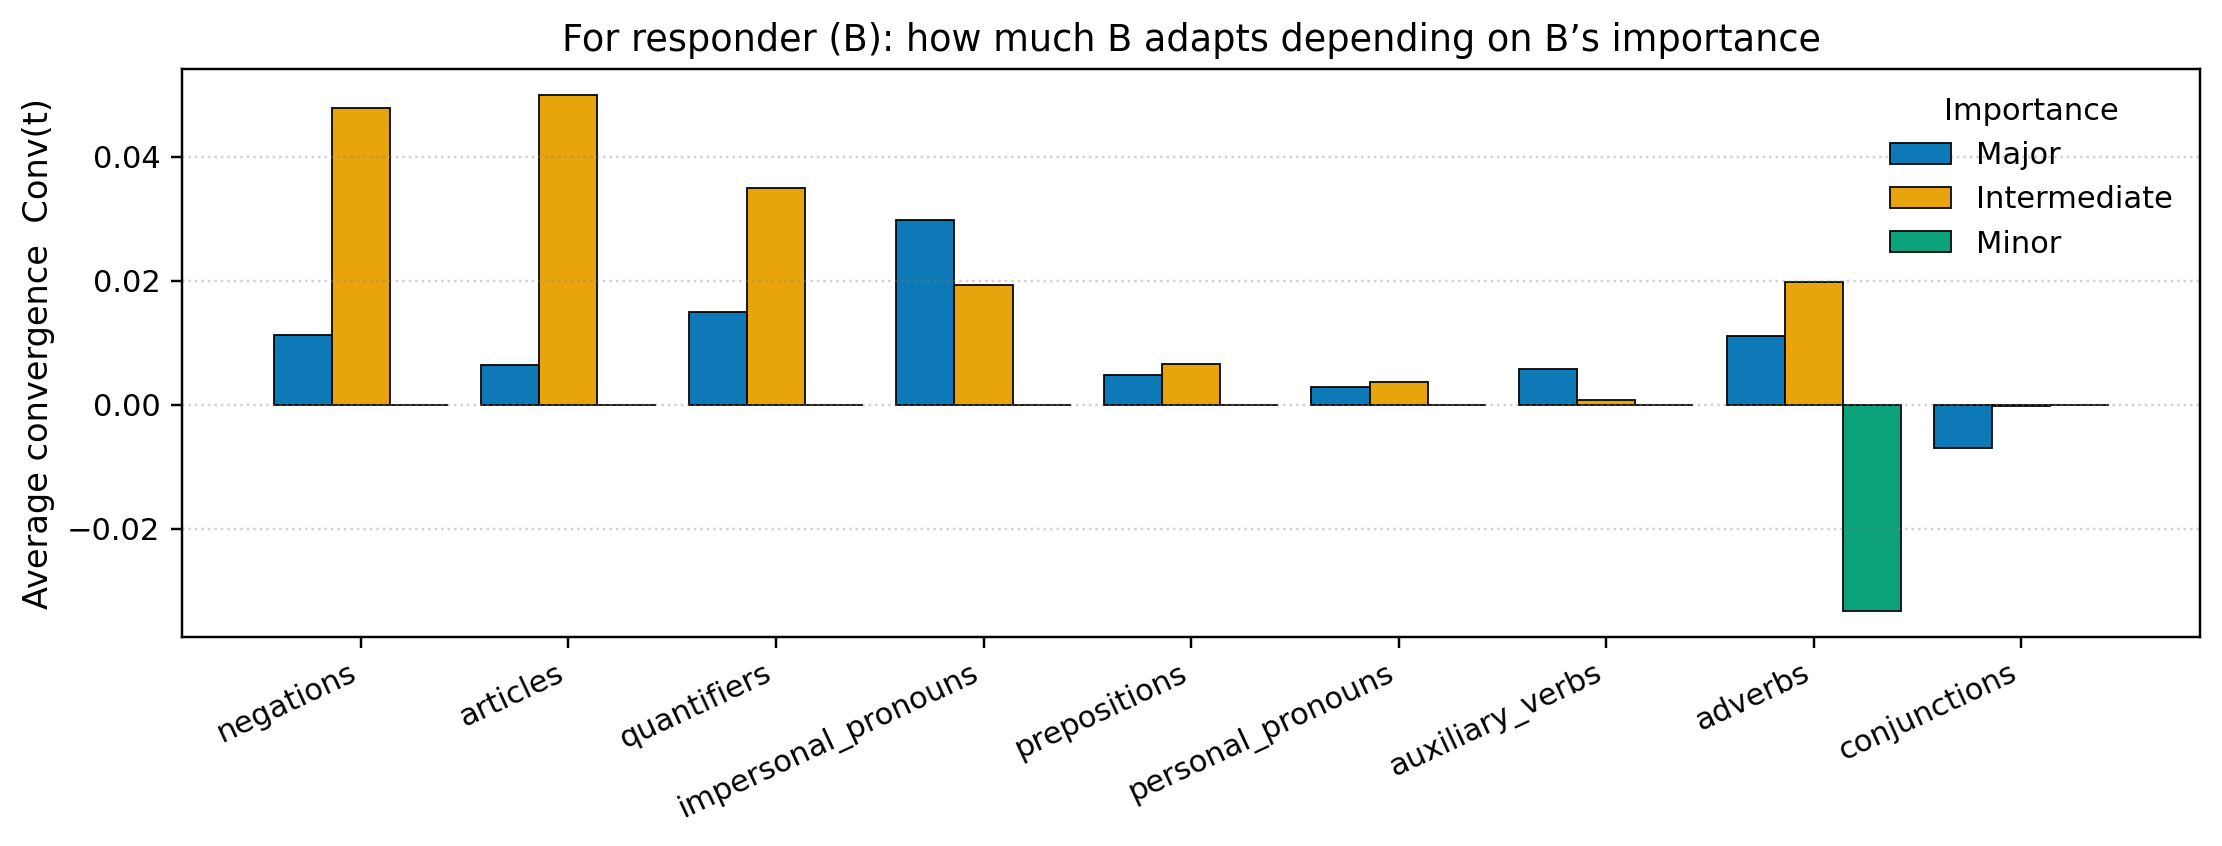 For responder (B): how much B adapts depending on B’s importance
Average convergence  Conv(t)
0.04
0.02
0.00
−0.02
Importance
Major
Intermediate
Minor
negations
articles
quantifiers
impersonal_pronouns
prepositions
personal_pronouns
auxiliary_verbs
adverbs
conjunctions